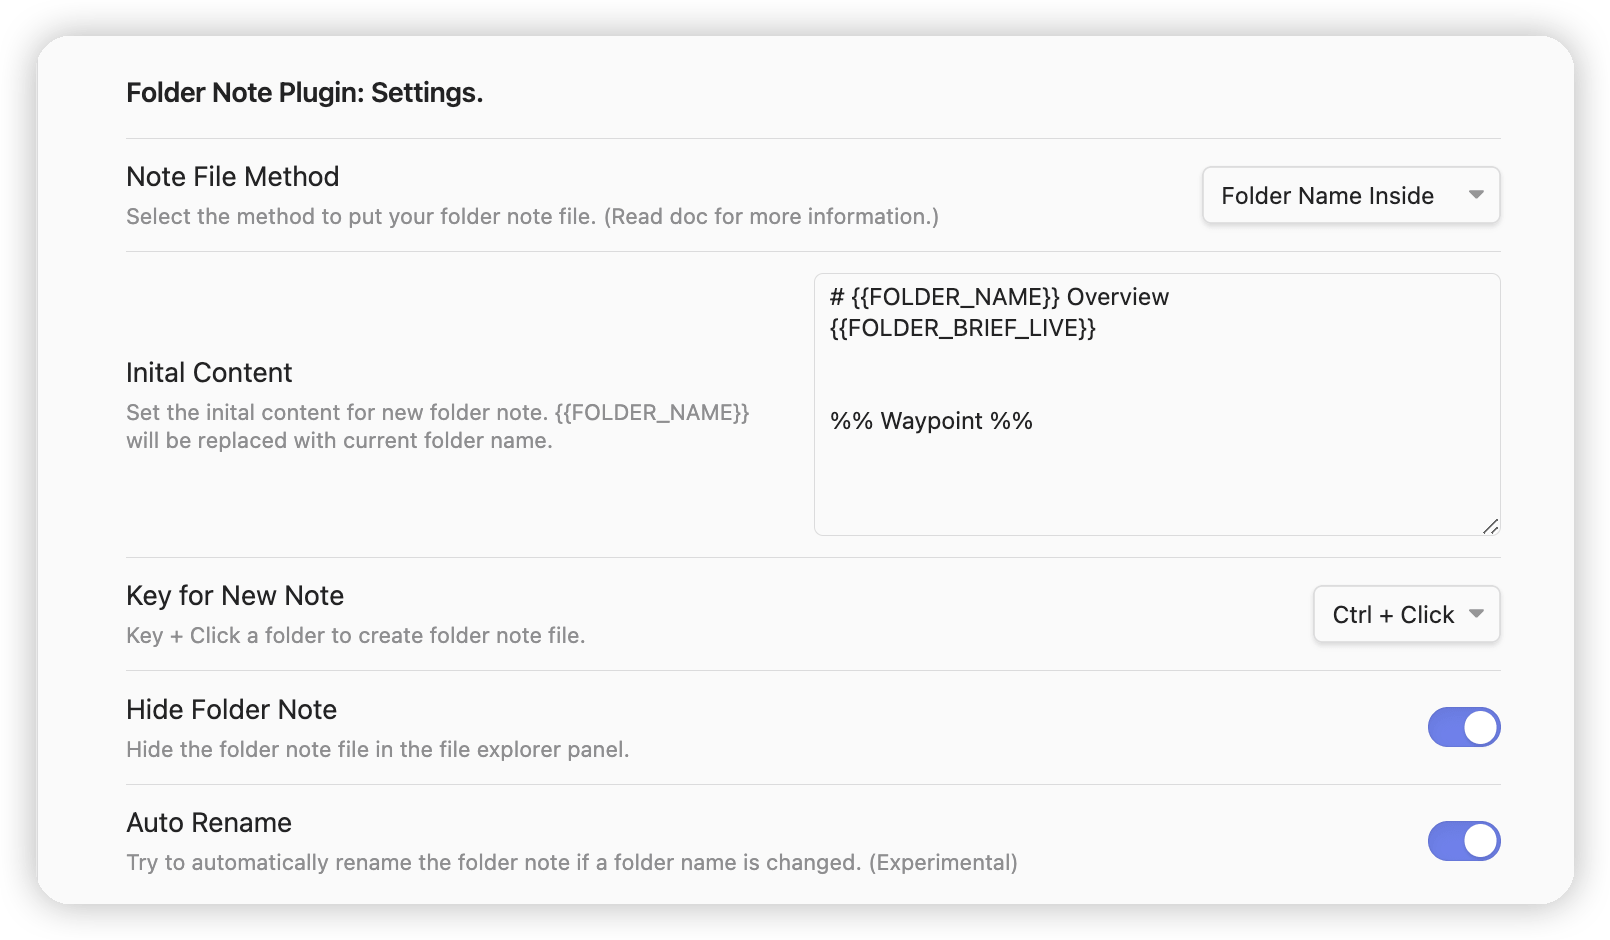 Folder Note Plugin: Settings.
Note File Method
Select the method to put your folder note file. (Read doc for more information.)
Folder Name Inside
Inital Content
Set the inital content for new folder note. {{FOLDER_NAME}}
will be replaced with current folder name.
# {{FOLDER_NAME}} Overview
{{FOLDER_BRIEF_LIVE}}
%% Waypoint %%
Key for New Note
Key + Click a folder to create folder note file.
Ctrl + Click
Hide Folder Note
Hide the folder note file in the file explorer panel.
Auto Rename
Try to automatically rename the folder note if a folder name is changed. (Experimental)